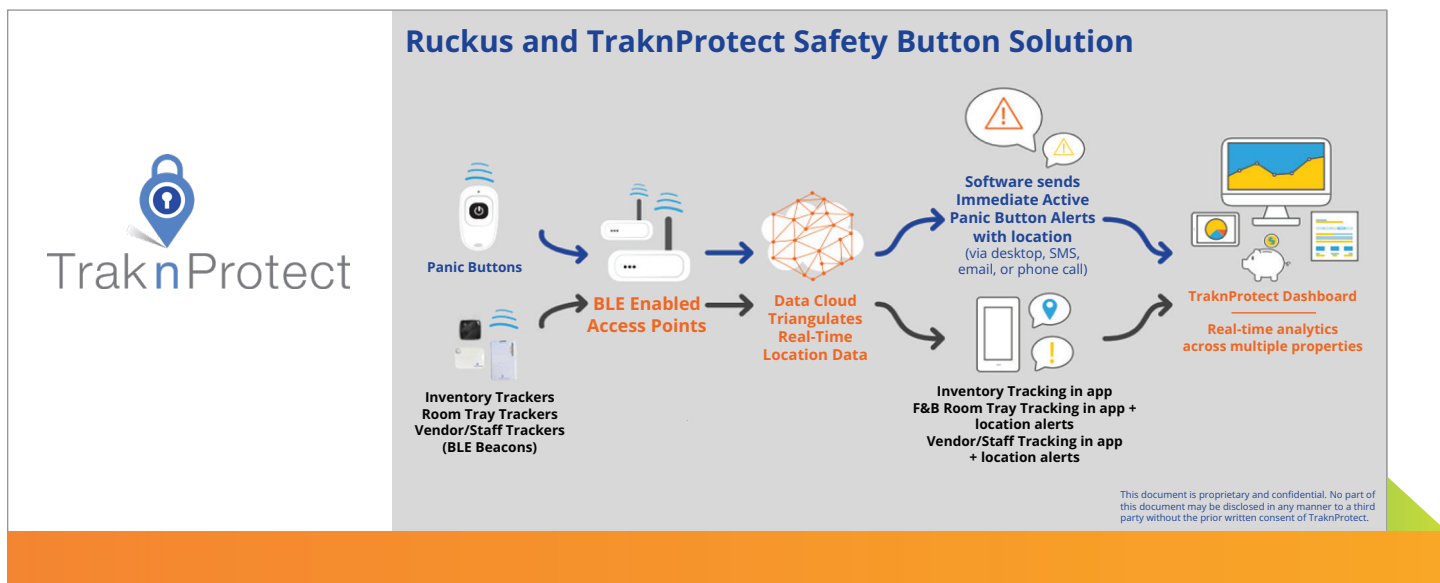 Ruckus and TraknProtect Safety Button Solution
TraknProtect
Panic Buttons
Inventory Trackers
Room Tray Trackers
Vendor/Staff Trackers
(BLE Beacons)
BLE Enabled
Access Points
Data Cloud
Triangulates
Real-Time
Location Data
Software sends
Immediate Active
Panic Button Alerts
with location
(via desktop, SMS,
email, or phone call)
Inventory Tracking in app
F&B Room Tray Tracking in app +
location alerts
Vendor/Staff Tracking in app
+ location alerts
TraknProtect Dashboard
Real-time analytics
across multiple properties
This document is proprietary and confidential. No part of
this document may be disclosed in any manner to a third
party without the prior written consent of TraknProtect.